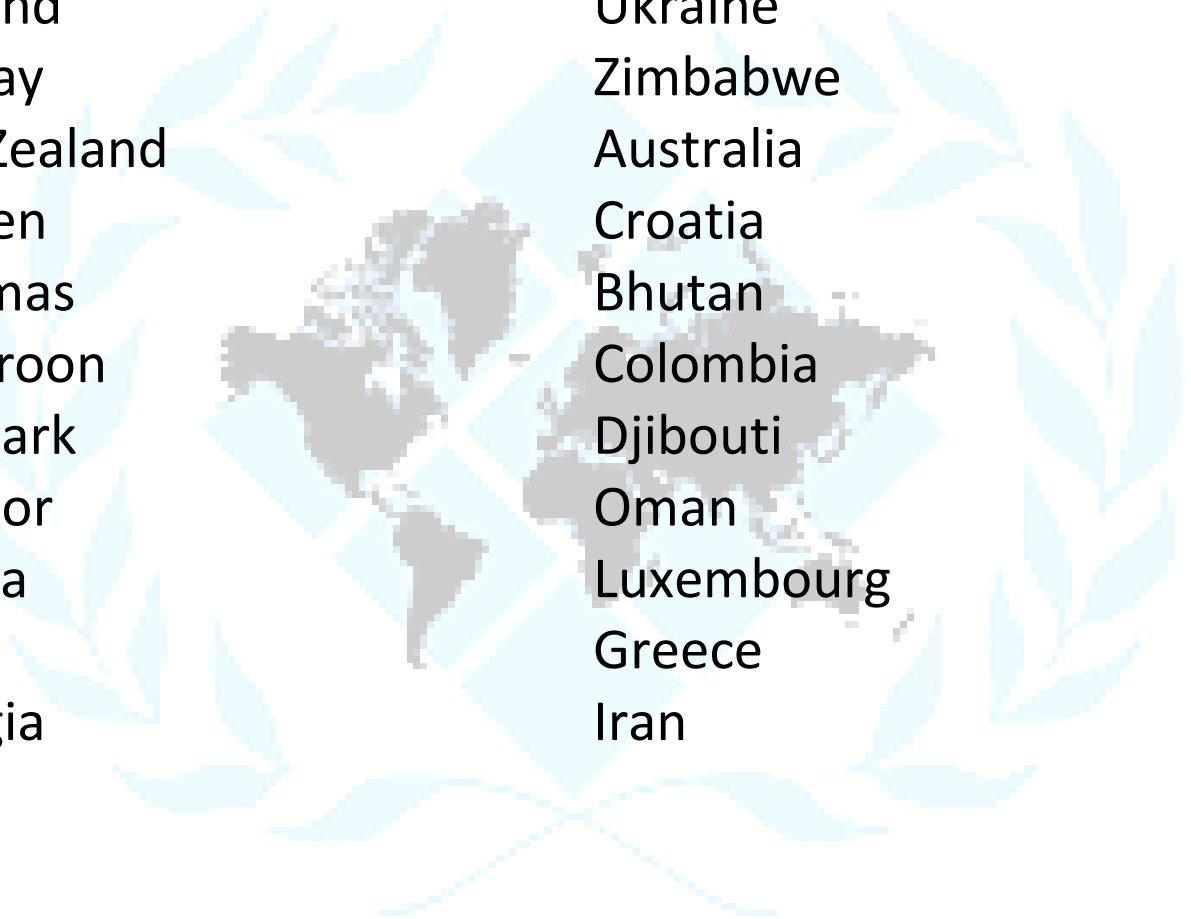 nd
ay
Zealand
en
mas
roon
ark
or
a
gia
Ukraine
Zimbabwe
Australia
Croatia
Bhutan
Colombia
Djibouti
Oman
Luxembourg
Greece
Iran